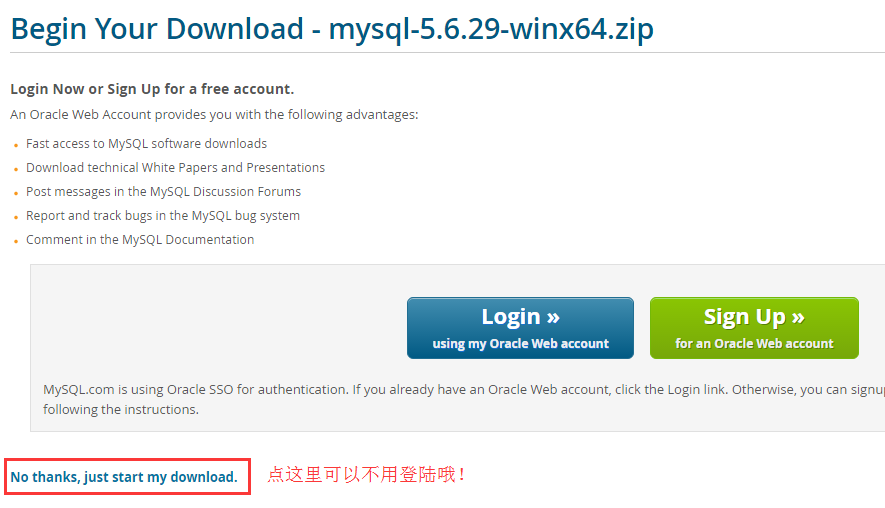 Begin Your Download - mysql-5.6.29-winx64.zip
Login Now or Sign Up for a free account.
An Oracle Web Account provides you with the following advantages:
Fast access to MySQL software downloads
Download technical White Papers and Presentations
Post messages in the MySQL Discussion Forums
Report and track bugs in the MySQL bug system
Comment in the MySQL Documentation
Login »
using my Oracle Web account
Sign Up »
for an Oracle Web account
MySQL.com is using Oracle SSO for authentication. If you already have an Oracle Web account, click the Login link. Otherwise, you can signup
following the instructions.
No thanks, just start my download.
点这里可以不用登陆哦！